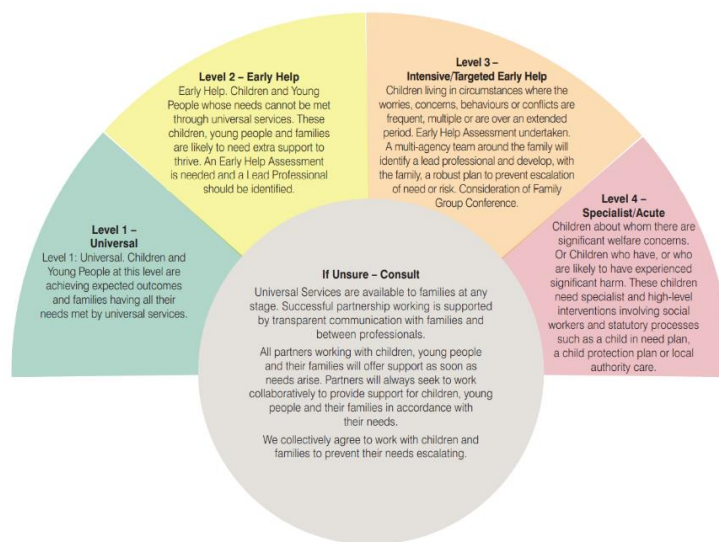 Level 1 –
Universal
Level 1: Universal. Children and
Young People at this level are
achieving expected outcomes
and families having all their
needs met by universal services.
Level 2 – Early Help
Early Help. Children and Young
People whose needs cannot be met
through universal services. These
children, young people and families
are likely to need extra support to
thrive. An Early Help Assessment
is needed and a Lead Professional
should be identified.
Level 3 –
Intensive/Targeted Early Help
Children living in circumstances where the
worries, concerns, behaviours or conflicts are
frequent, multiple or are over an extended
period. Early Help Assessment undertaken.
A multi-agency team around the family will
identify a lead professional and develop, with
the family, a robust plan to prevent escalation
of need or risk. Consideration of Family
Group Conference.
Level 4 –
Specialist/Acute
Children about whom there are
significant welfare concerns.
Or Children who have, or who
are likely to have experienced
significant harm. These children
need specialist and high-level
interventions involving social
workers and statutory processes
such as a child in need plan,
a child protection plan or local
authority care.
If Unsure – Consult
Universal Services are available to families at any
stage. Successful partnership working is supported
by transparent communication with families and
between professionals.
All partners working with children, young people
and their families will offer support as soon as
needs arise. Partners will always seek to work
collaboratively to provide support for children, young
people and their families in accordance with
their needs.
We collectively agree to work with children and
families to prevent their needs escalating.